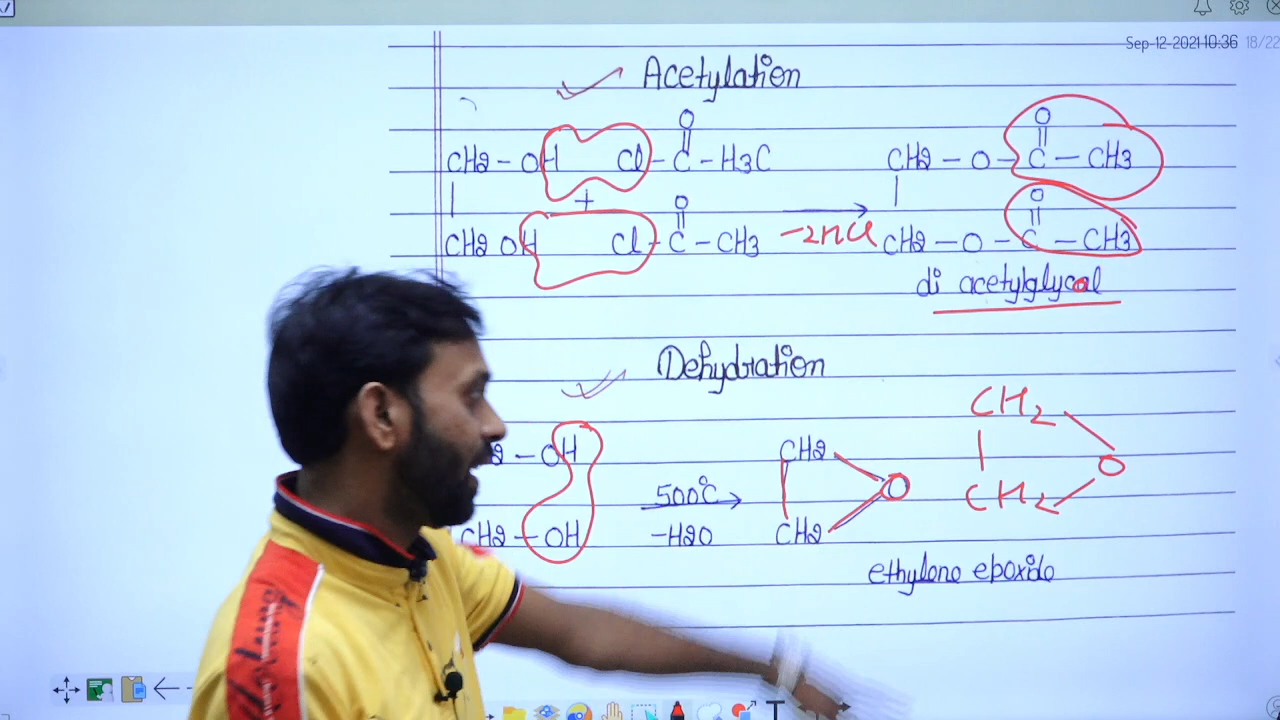 Sep-12-2021 10:36 18/22
Acetylation
O O
CH2 - OH Cl - C - H3C CH2 - O - C - CH3
+ O O
CH2 OH Cl - C - CH3 -2HCl CH2 - O - C - CH3
di acetylglycol
Dehydration
CH2
- OH CH2 O
500°C O CH2
CH2 - OH -H2O CH2
ethylene epoxide
T